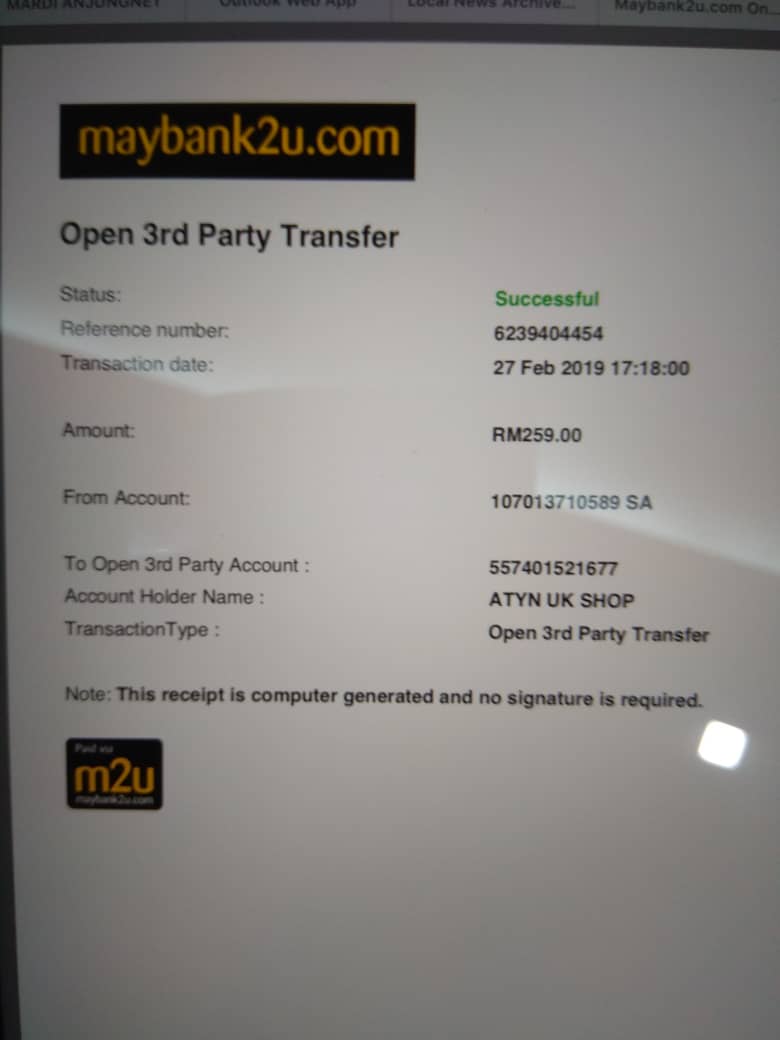 MARDI ANJUNGNET Outlook Web App Local News Archive... Maybank2u.com On...
maybank2u.com
Open 3rd Party Transfer
Status: Successful
Reference number: 6239404454
Transaction date: 27 Feb 2019 17:18:00
Amount: RM259.00
From Account: 107013710589 SA
To Open 3rd Party Account : 557401521677
Account Holder Name : ATYN UK SHOP
TransactionType : Open 3rd Party Transfer
Note: This receipt is computer generated and no signature is required.
Paid via
m2u
maybank2u.com